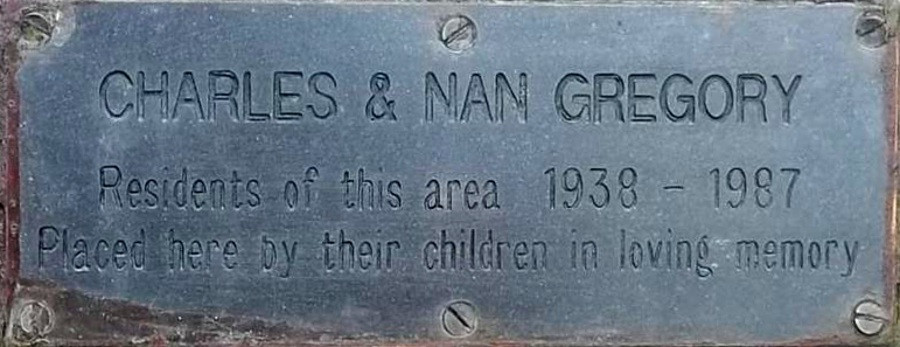 CHARLES & NAN GREGORY
Residents of this area 1938 - 1987
Placed here by their children in loving memory